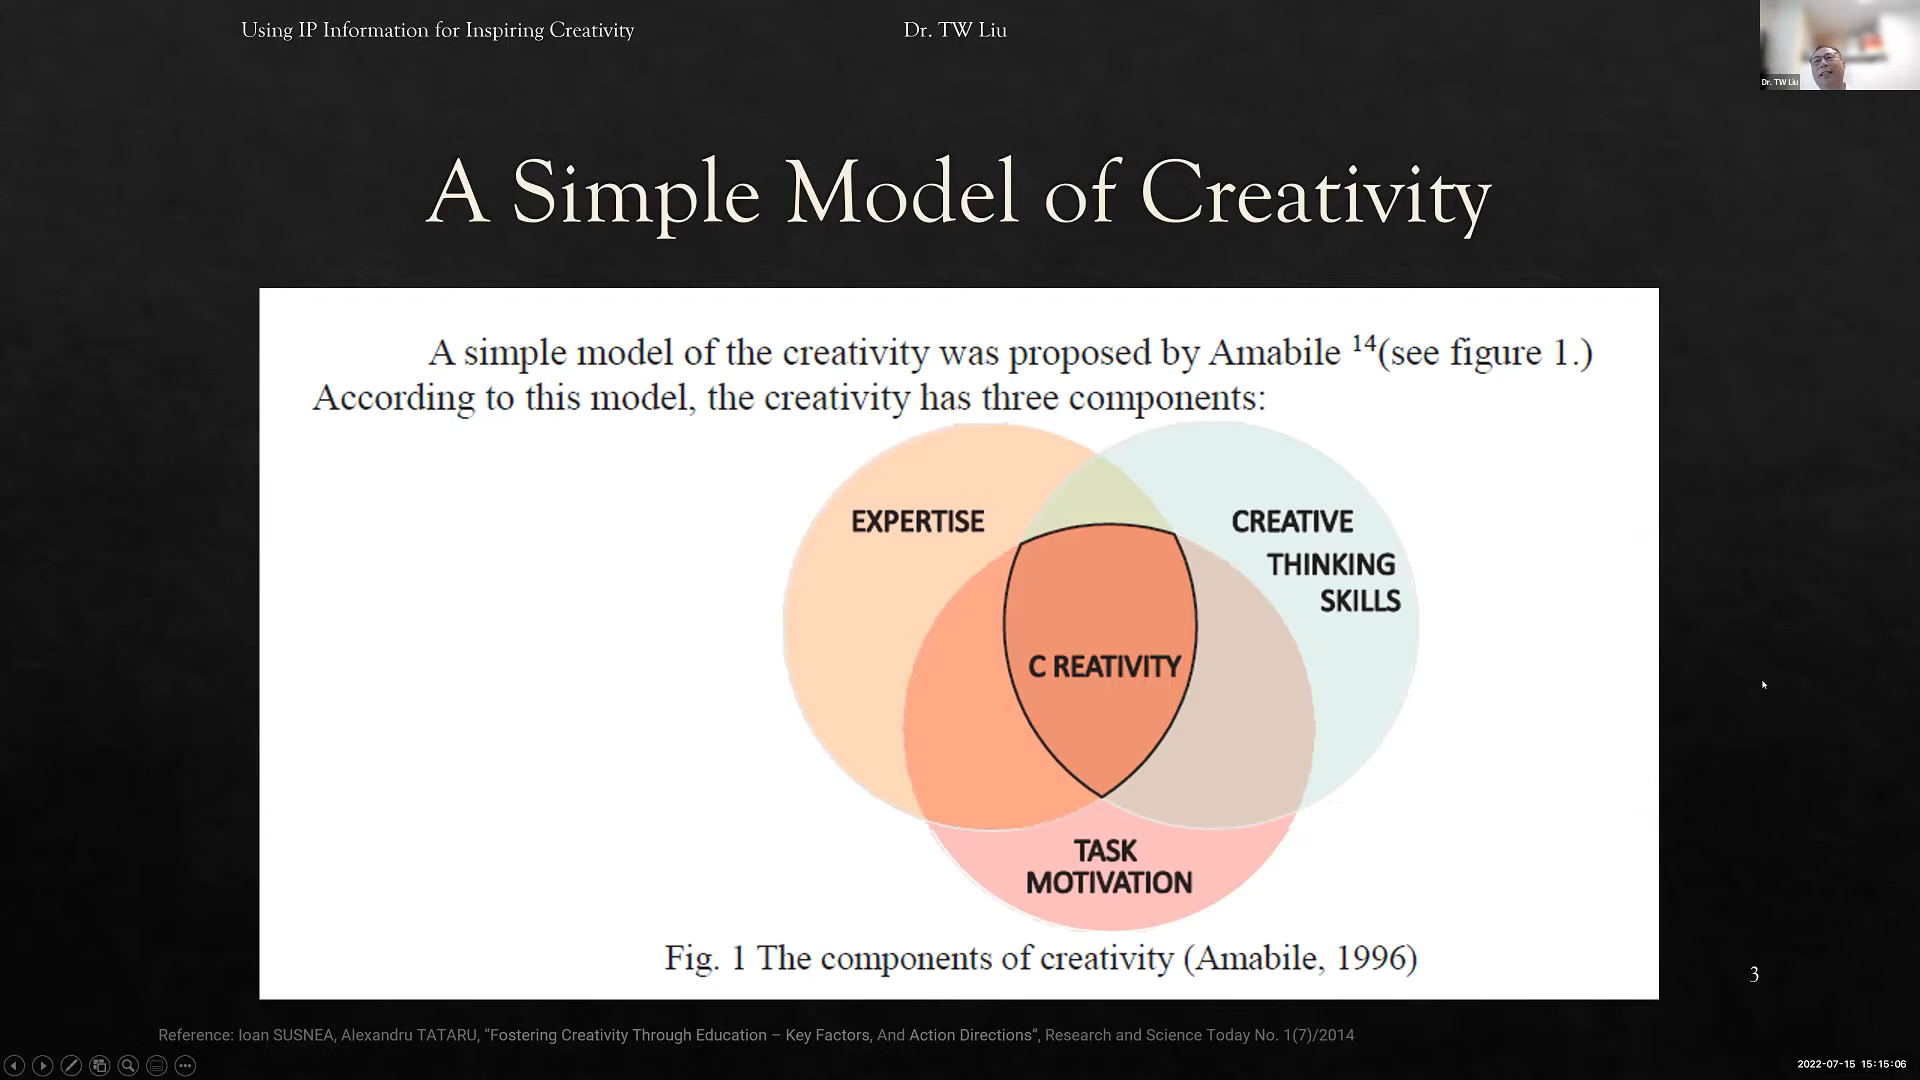 Using IP Information for Inspiring Creativity
Dr. TW Liu
Dr. TW Liu
A Simple Model of Creativity
A simple model of the creativity was proposed by Amabile ¹⁴(see figure 1.)
According to this model, the creativity has three components:
EXPERTISE
CREATIVE
THINKING
SKILLS
C REATIVITY
TASK
MOTIVATION
Fig. 1 The components of creativity (Amabile, 1996)
3
Reference: Ioan SUSNEA, Alexandru TATARU, “Fostering Creativity Through Education – Key Factors, And Action Directions”, Research and Science Today No. 1(7)/2014
2022-07-15 15:15:06